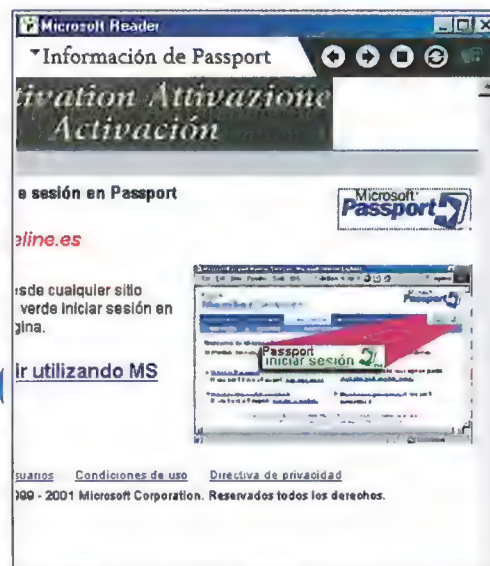 Microsoft Reader
Información de Passport
tivation Attivazione
Activación
e sesión en Passport
Microsoft
Passport
eline.es
esde cualquier sitio
verde Iniciar sesión en
gina.
Passport
Iniciar sesión
ir utilizando MS
suarios Condiciones de uso Directiva de privacidad
999 - 2001 Microsoft Corporation. Reservados todos los derechos.